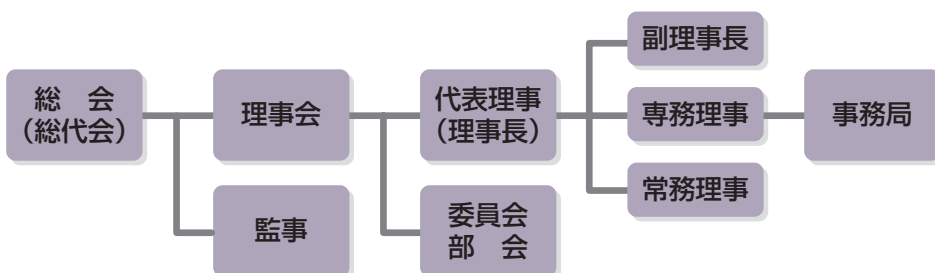 総　会
（総代会）
理事会
監事
代表理事
（理事長）
委員会
部　会
副理事長
専務理事
常務理事
事務局